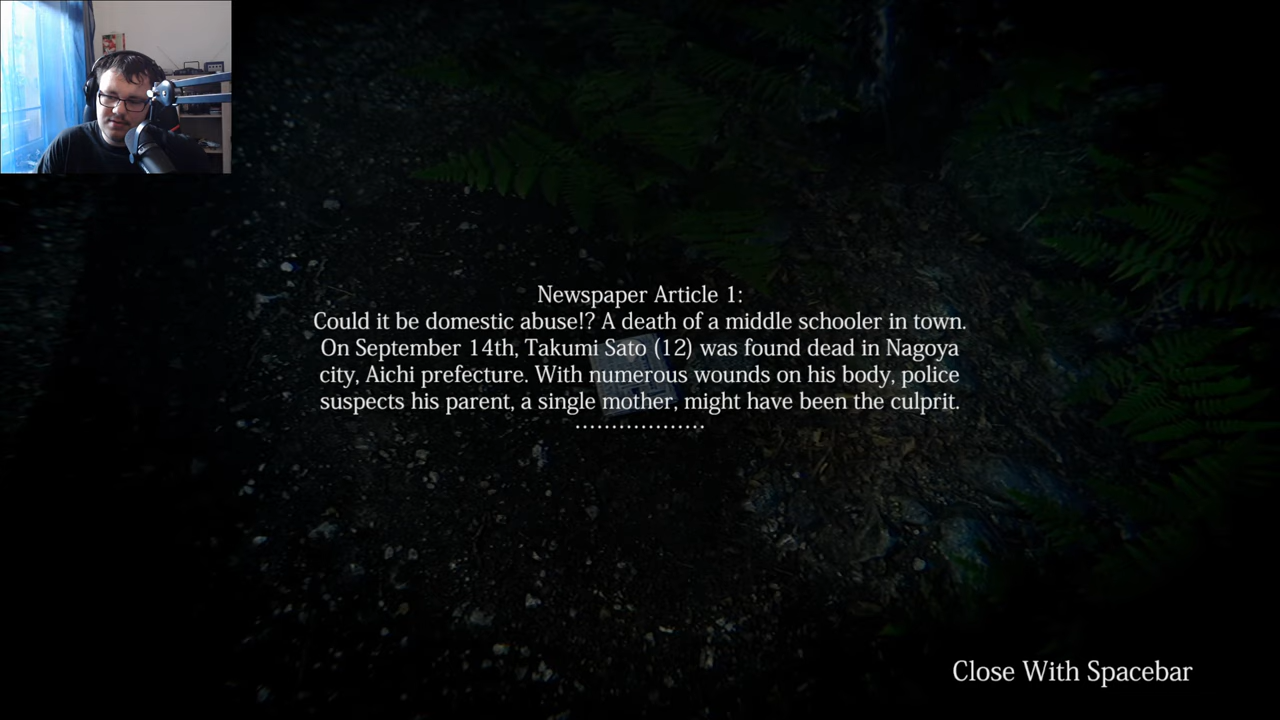 Newspaper Article 1:
Could it be domestic abuse!? A death of a middle schooler in town.
On September 14th, Takumi Sato (12) was found dead in Nagoya
city, Aichi prefecture. With numerous wounds on his body, police
suspects his parent, a single mother, might have been the culprit.
..................
Close With Spacebar